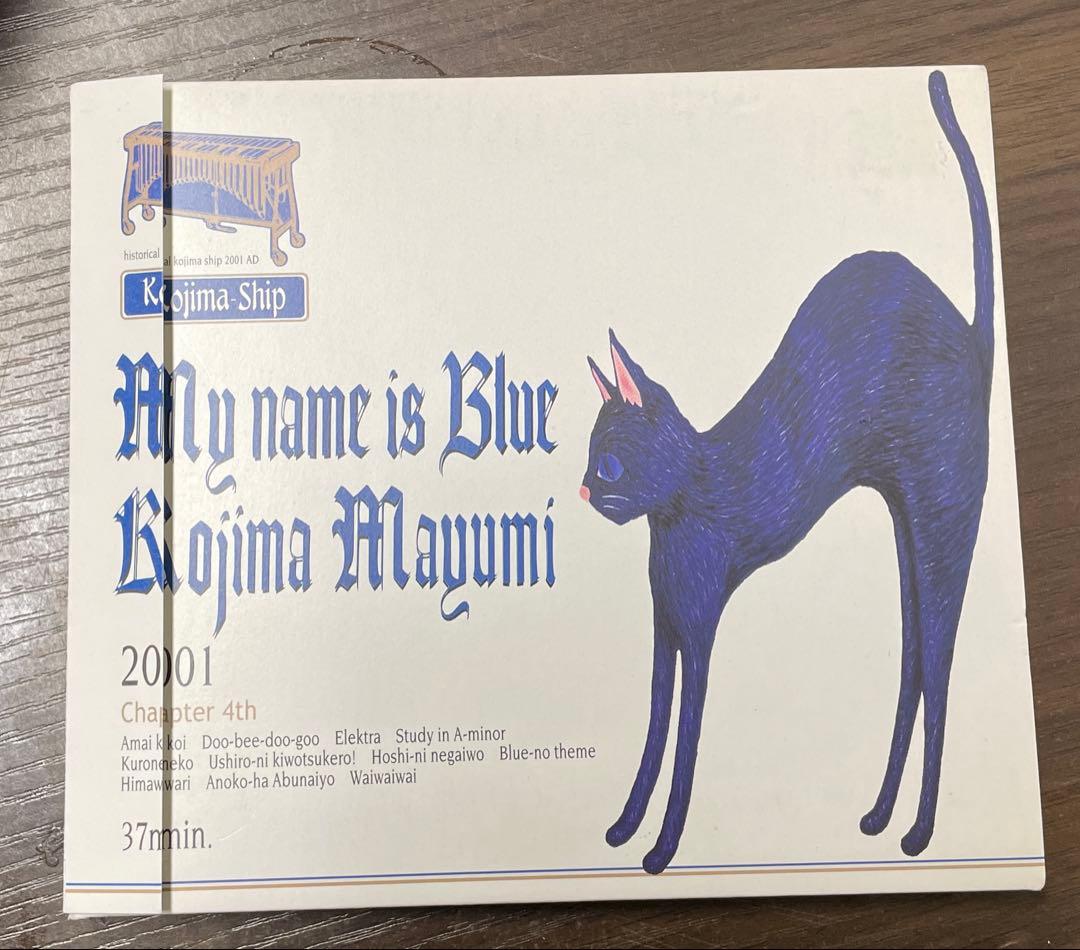 historical kojima ship 2001 AD
Kojima-Ship
My name is Blue
Kojima Mayumi
2001
Chapter 4th
Amai koi Doo-bee-doo-goo Elektra Study in A-minor
Kuroneko Ushiro-ni kiwotsukero! Hoshi-ni negaiwo Blue-no theme
Himawari Anoko-ha Abunaiyo Waiwaiwai
37min.